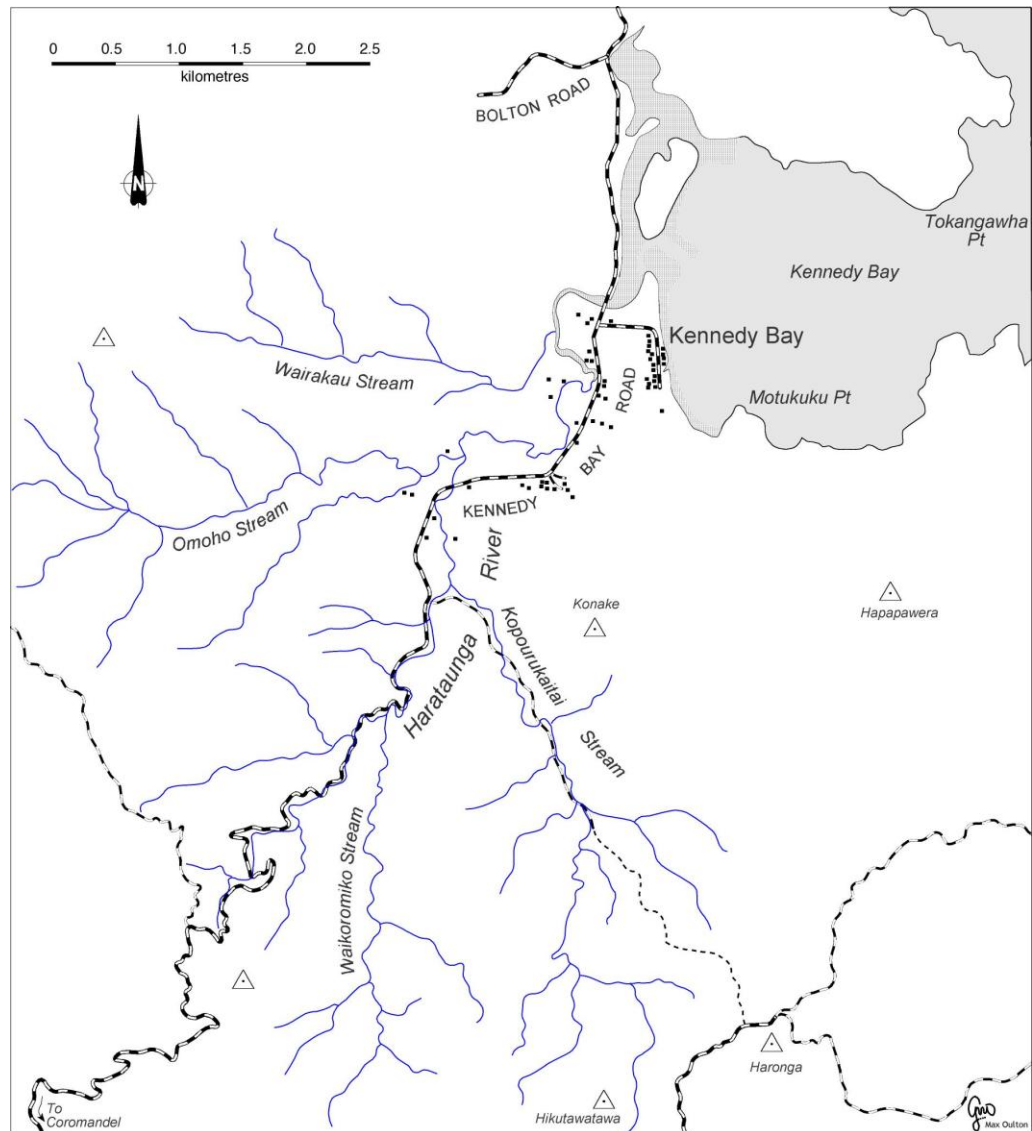 0 0.5 1.0 1.5 2.0 2.5
kilometres
BOLTON ROAD
N
Tokangawha
Pt
Kennedy Bay
Kennedy Bay
Wairakau Stream
Motukuku Pt
ROAD
BAY
KENNEDY
Omoho Stream
River
Konake
Hapapawera
Kopourukaitai
Harataunga
Stream
Waikoromiko Stream
Haronga
Hikutawatawa
To
Coromandel
Max Oulton